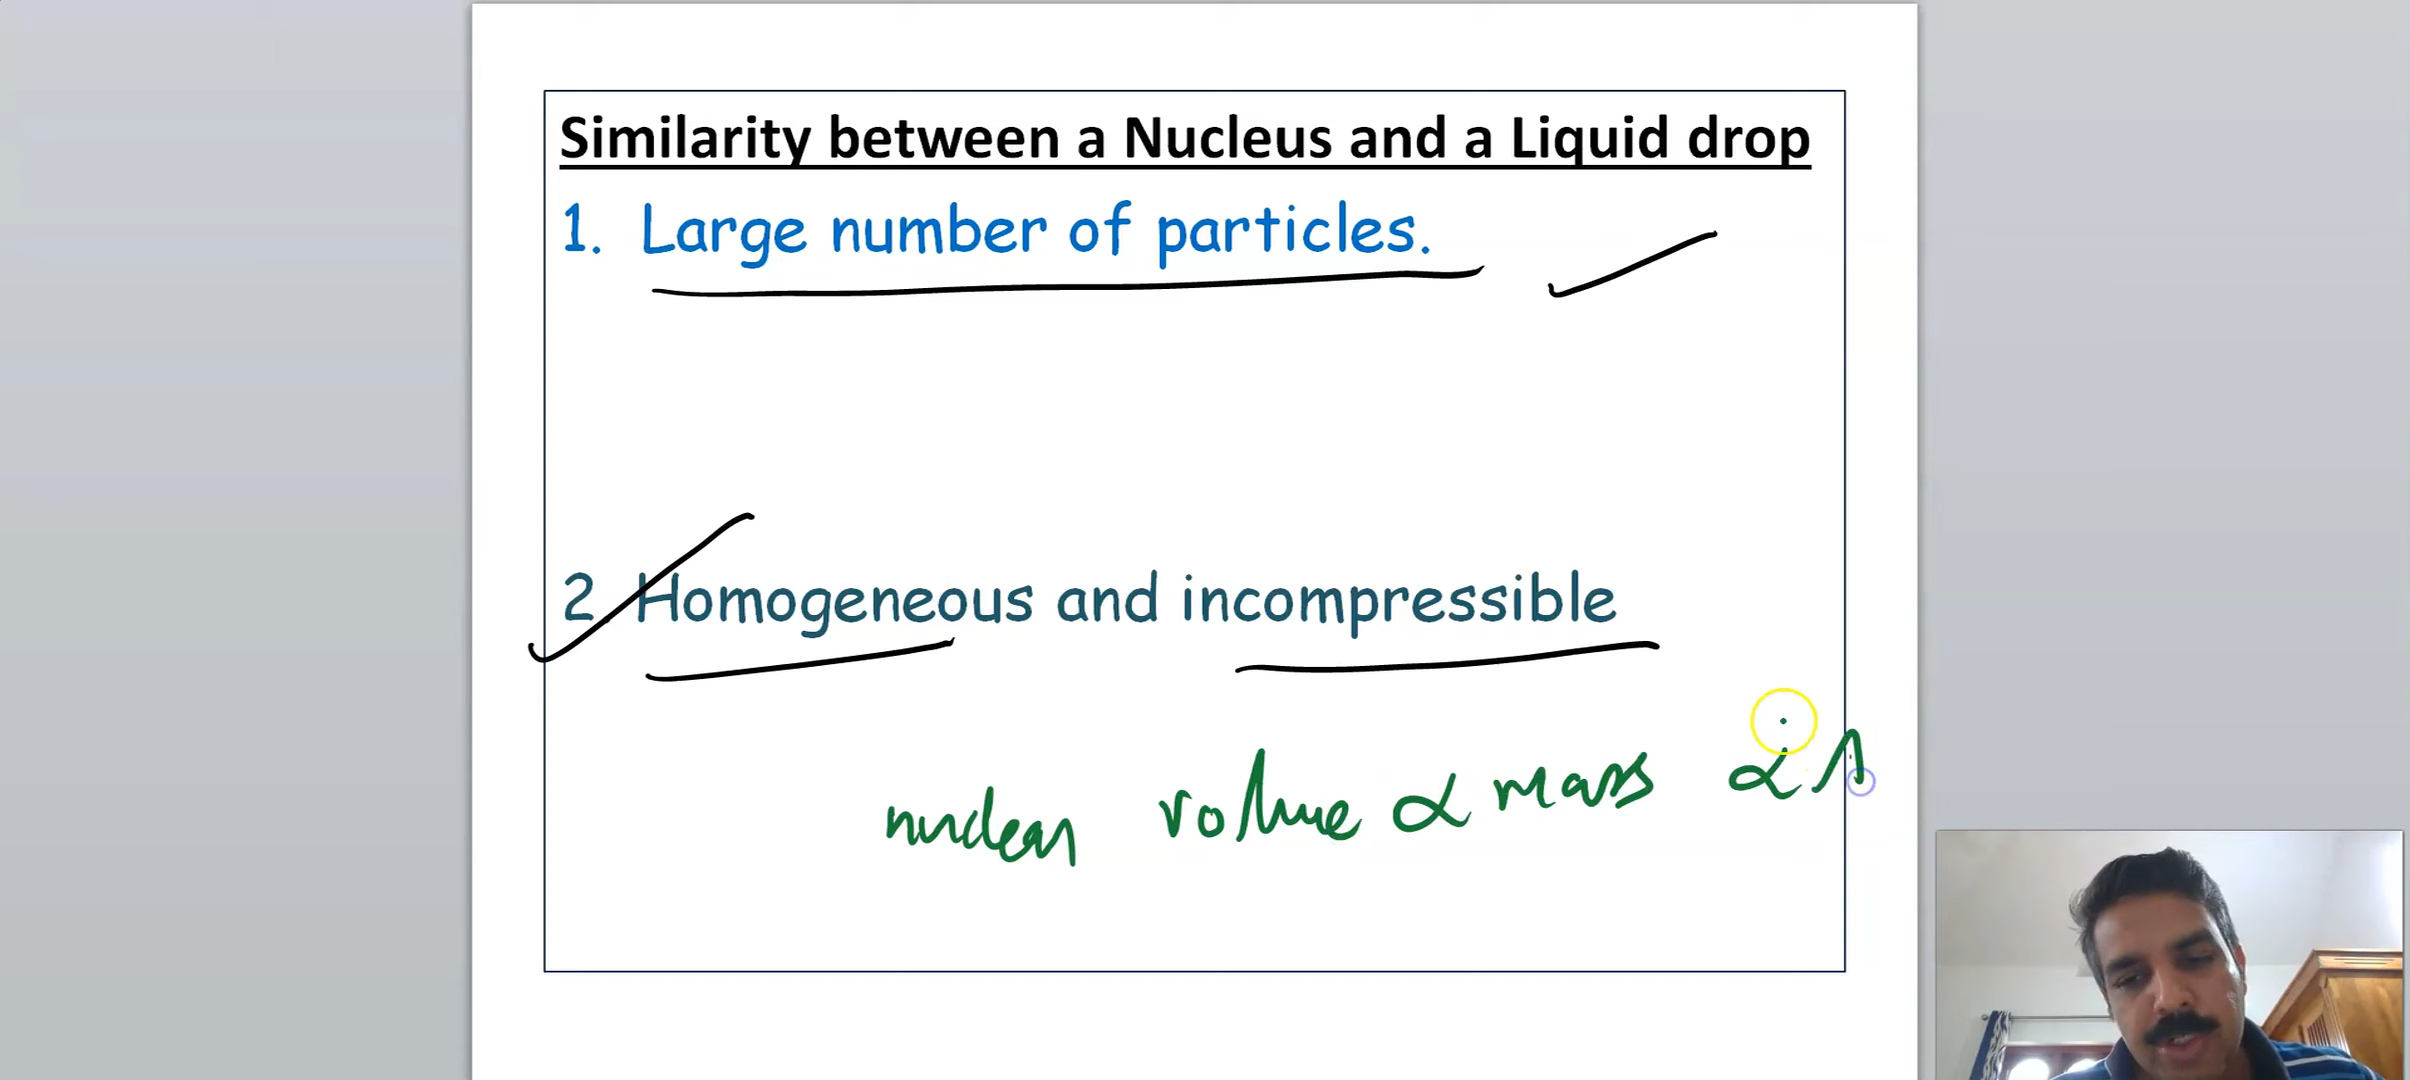 Similarity between a Nucleus and a Liquid drop
1. Large number of particles.
2. Homogeneous and incompressible
nuclear volume ∝ mass ∝ A